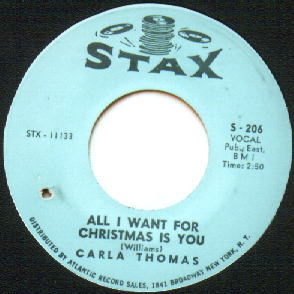 STAX
STX-11133
S-206
VOCAL
Puby East,
BMI
Time: 2:50
ALL I WANT FOR
CHRISTMAS IS YOU
(Williams)
CARLA THOMAS
DISTRIBUTED BY ATLANTIC RECORD SALES, 1841 BROADWAY NEW YORK, N. Y.